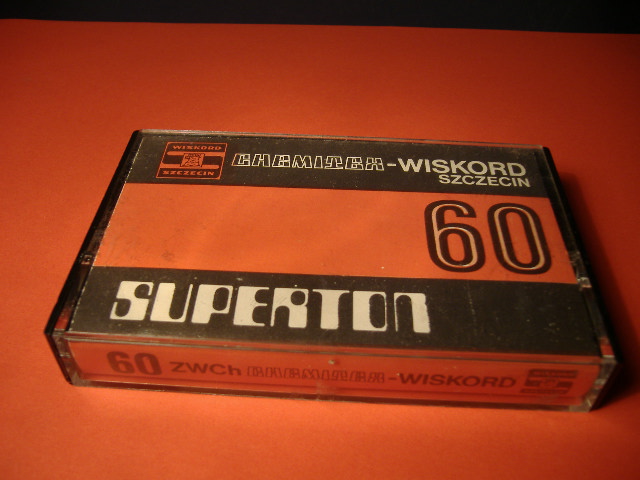 WISKORD
SZCZECIN
CHEMITEX-WISKORD
SZCZECIN
60
SUPERTON
60 ZWCh CHEMITEX-WISKORD